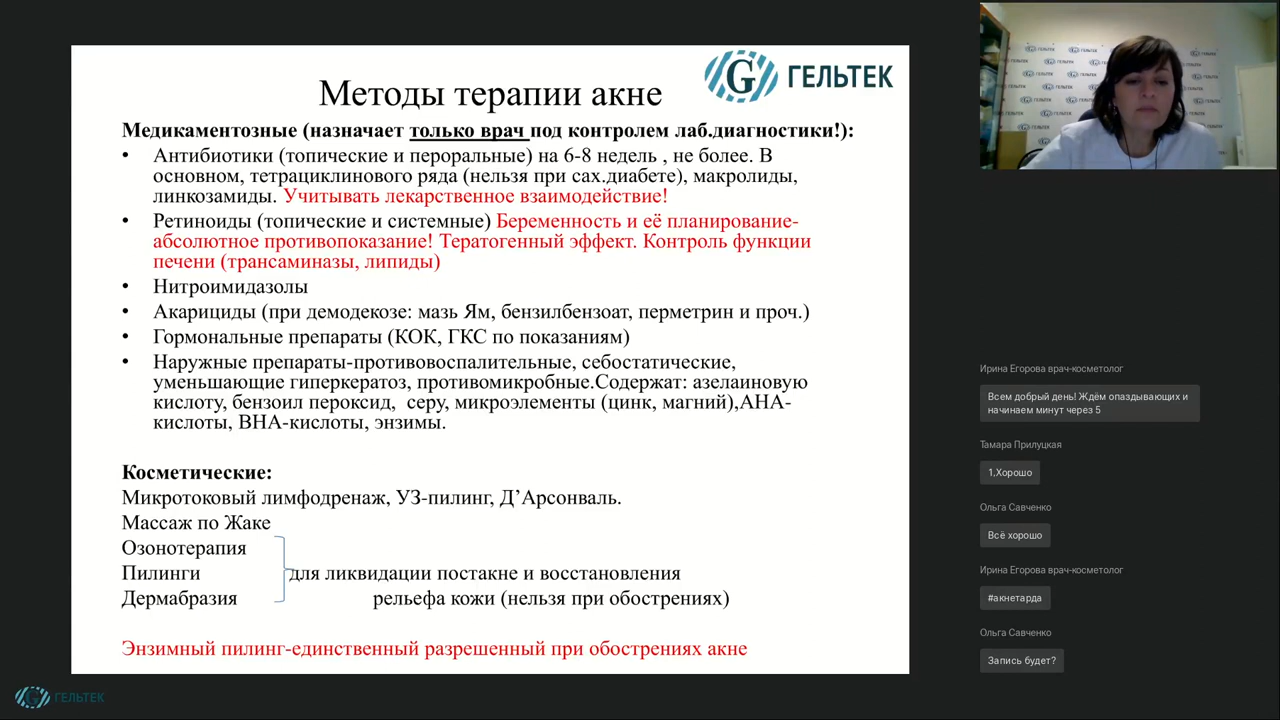 ГЕЛЬТЕК
Методы терапии акне
Медикаментозные (назначает только врач под контролем лаб.диагностики!):
• Антибиотики (топические и пероральные) на 6-8 недель , не более. В
основном, тетрациклинового ряда (нельзя при сах.диабете), макролиды,
линкозамиды. Учитывать лекарственное взаимодействие!
• Ретиноиды (топические и системные) Беременность и её планирование-
абсолютное противопоказание! Тератогенный эффект. Контроль функции
печени (трансаминазы, липиды)
• Нитроимидазолы
• Акарициды (при демодекозе: мазь Ям, бензилбензоат, перметрин и проч.)
• Гормональные препараты (КОК, ГКС по показаниям)
• Наружные препараты-противовоспалительные, себостатические,
уменьшающие гиперкератоз, противомикробные.Содержат: азелаиновую
кислоту, бензоил пероксид, серу, микроэлементы (цинк, магний),АНА-
кислоты, ВНА-кислоты, энзимы.
Косметические:
Микротоковый лимфодренаж, УЗ-пилинг, Д’Арсонваль.
Массаж по Жаке
Озонотерапия
Пилинги для ликвидации постакне и восстановления
Дермабразия рельефа кожи (нельзя при обострениях)
Энзимный пилинг-единственный разрешенный при обострениях акне
ГЕЛЬТЕК
Ирина Егорова врач-косметолог
Всем добрый день! Ждём опаздывающих и
начинаем минут через 5
Тамара Прилуцкая
1,Хорошо
Ольга Савченко
Всё хорошо
Ирина Егорова врач-косметолог
#акнетарда
Ольга Савченко
Запись будет?